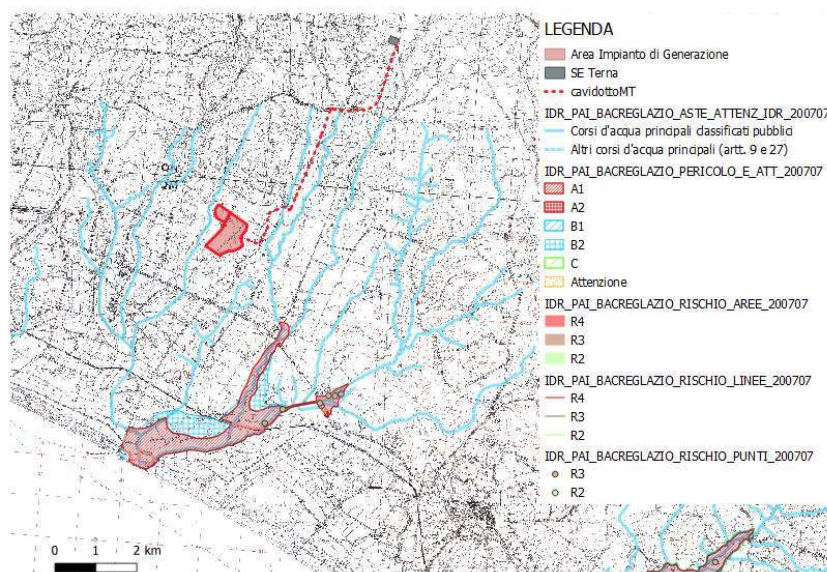 LEGENDA
Area Impianto di Generazione
SE Terna
cavidottoMT
IDR_PAI_BACREGLAZIO_ASTE_ATTENZ_IDR_200707
Corsi d'acqua principali classificati pubblici
Altri corsi d'acqua principali (artt. 9 e 27)
IDR_PAI_BACREGLAZIO_PERICOLO_E_ATT_200707
A1
A2
B1
B2
C
Attenzione
IDR_PAI_BACREGLAZIO_RISCHIO_AREE_200707
R4
R3
R2
IDR_PAI_BACREGLAZIO_RISCHIO_LINEE_200707
R4
R3
R2
IDR_PAI_BACREGLAZIO_RISCHIO_PUNTI_200707
R3
R2
0 1 2 km